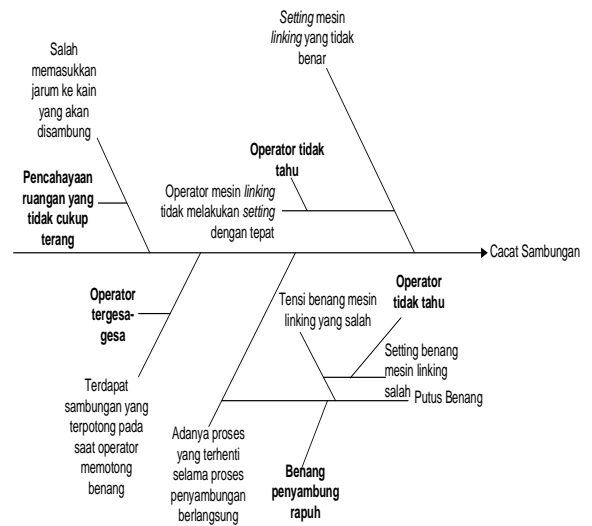 Setting mesin
linking yang tidak
benar
Salah
memasukkan
jarum ke kain
yang akan
disambung
Operator tidak
tahu
Pencahayaan
ruangan yang
tidak cukup
terang
Operator mesin linking
tidak melakukan setting
dengan tepat
Cacat Sambungan
Operator
tergesa-
gesa
Tensi benang mesin
linking yang salah
Operator
tidak tahu
Setting benang
mesin linking
salah
Putus Benang
Terdapat
sambungan yang
terpotong pada
saat operator
memotong
benang
Adanya proses
yang terhenti
selama proses
penyambungan
berlangsung
Benang
penyambung
rapuh